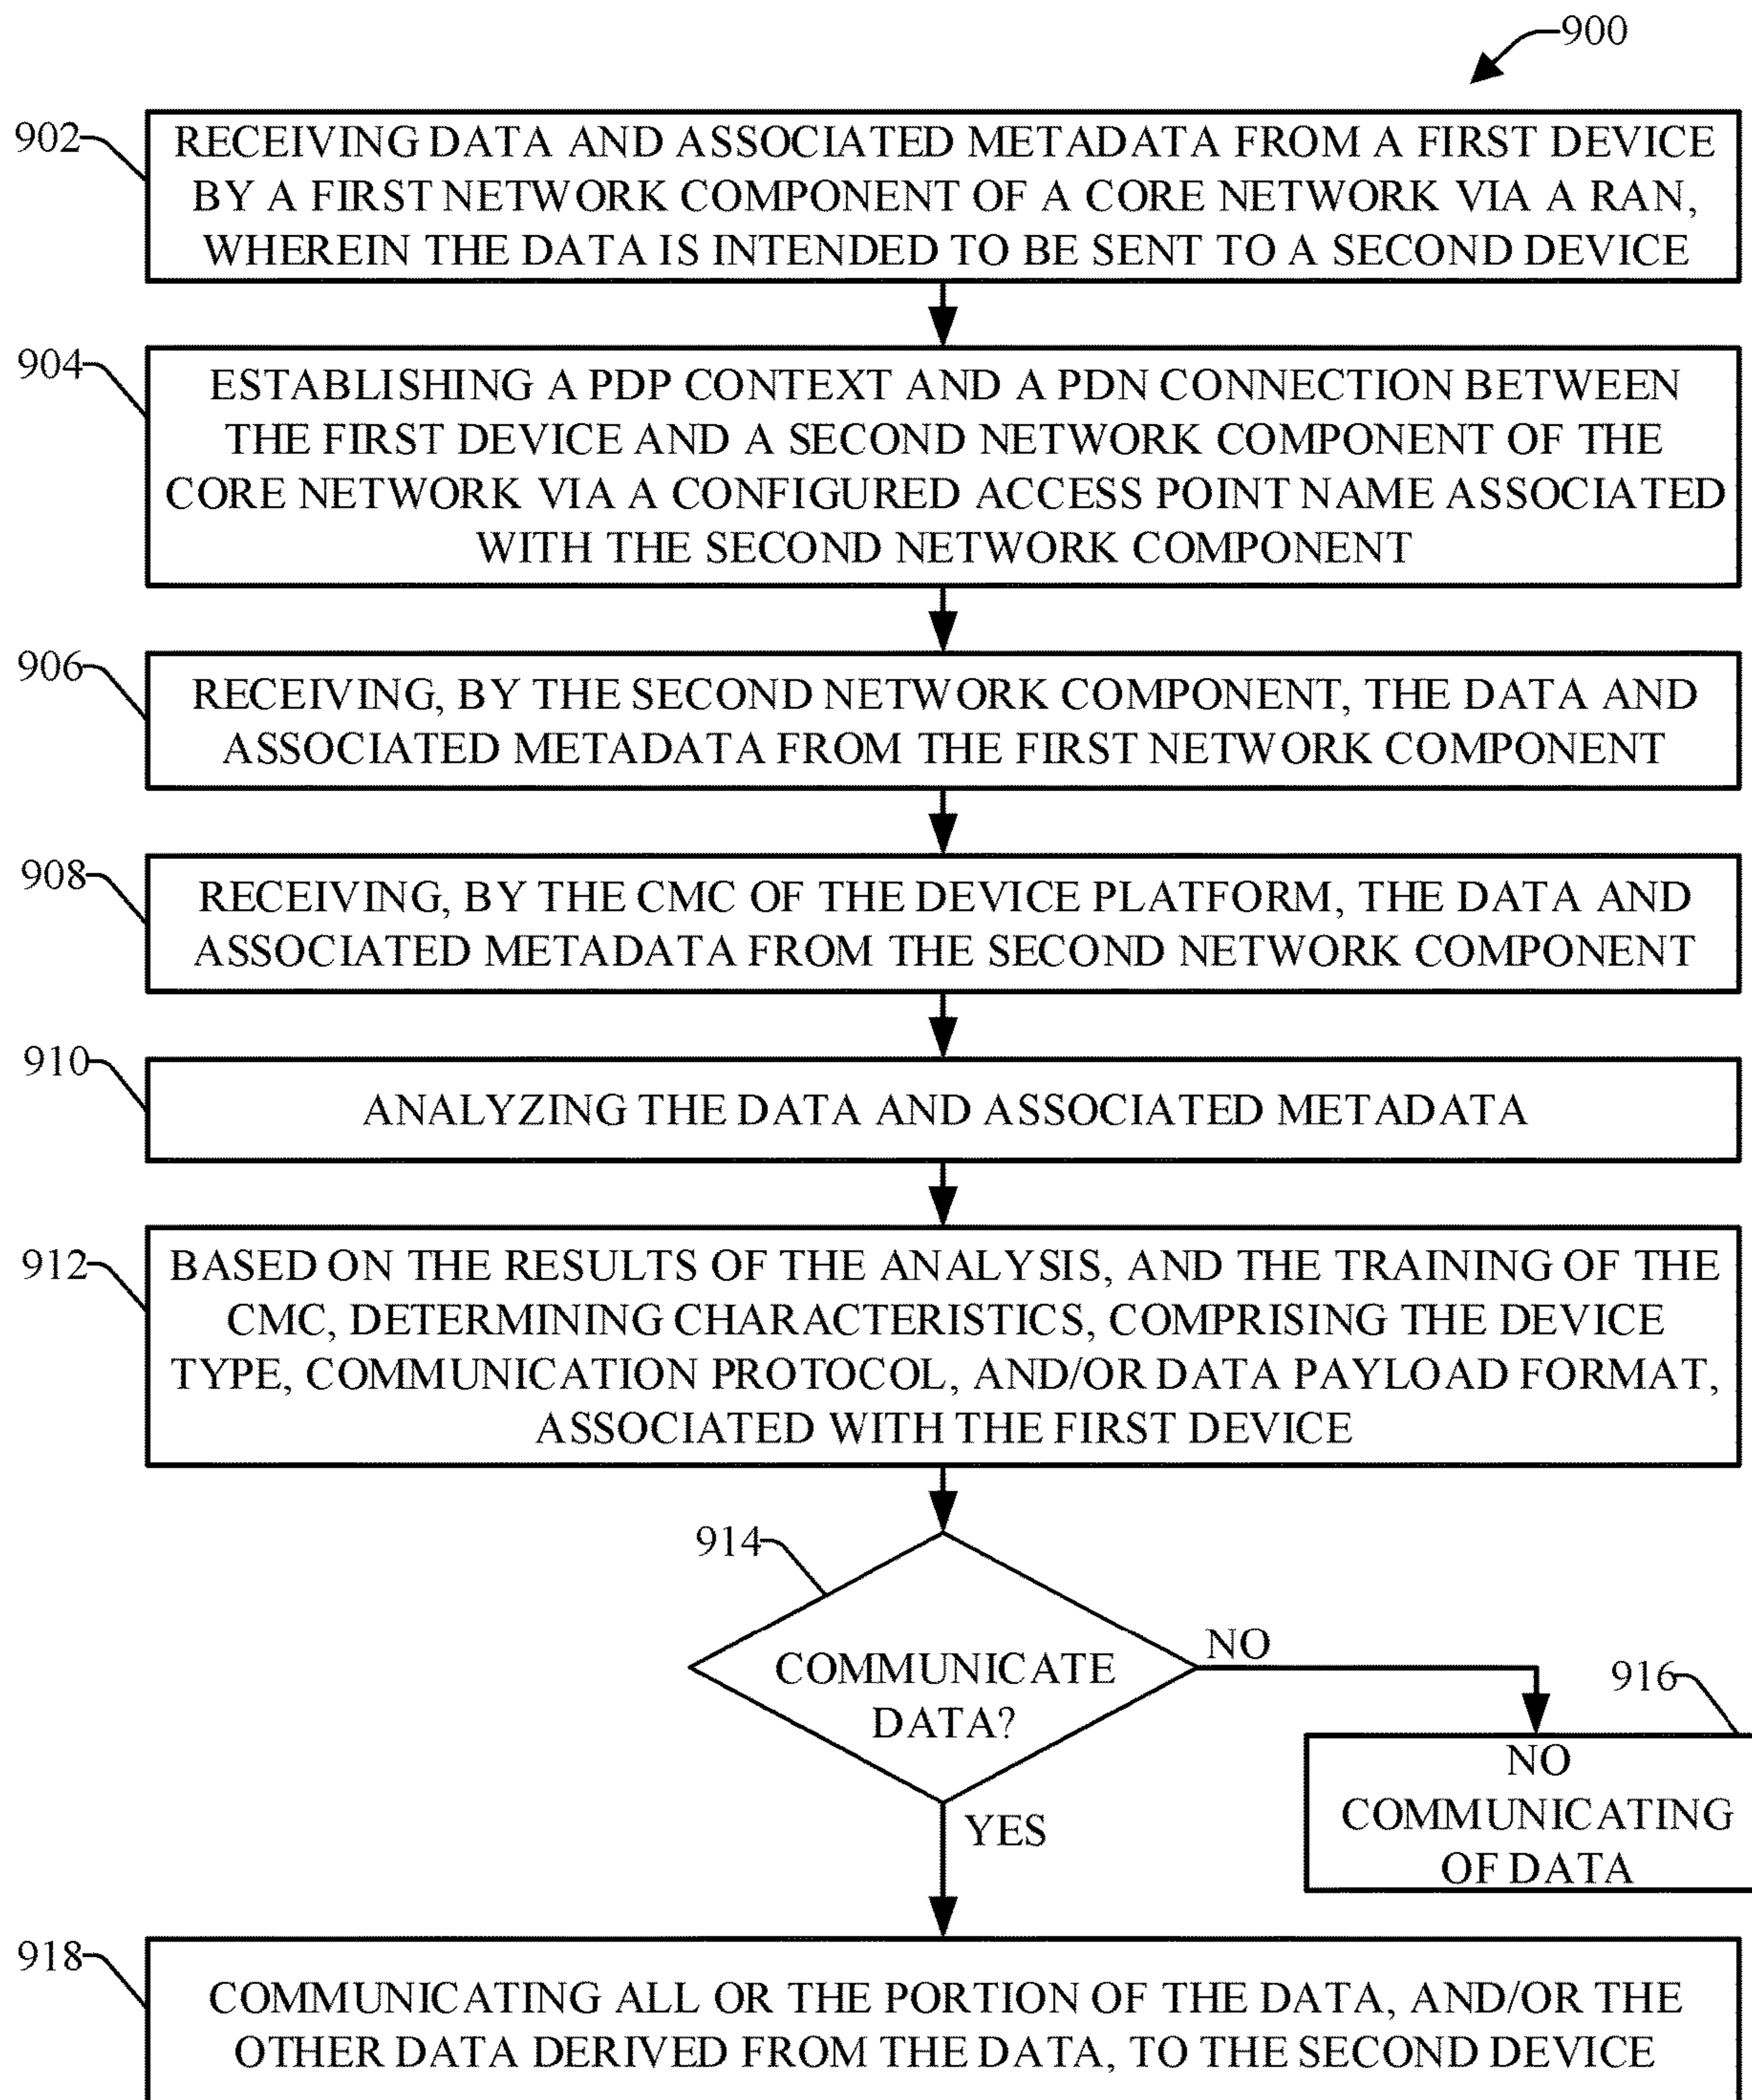 900
902
RECEIVING DATA AND ASSOCIATED METADATA FROM A FIRST DEVICE
BY A FIRST NETWORK COMPONENT OF A CORE NETWORK VIA A RAN,
WHEREIN THE DATA IS INTENDED TO BE SENT TO A SECOND DEVICE
904
ESTABLISHING A PDP CONTEXT AND A PDN CONNECTION BETWEEN
THE FIRST DEVICE AND A SECOND NETWORK COMPONENT OF THE
CORE NETWORK VIA A CONFIGURED ACCESS POINT NAME ASSOCIATED
WITH THE SECOND NETWORK COMPONENT
906
RECEIVING, BY THE SECOND NETWORK COMPONENT, THE DATA AND
ASSOCIATED METADATA FROM THE FIRST NETWORK COMPONENT
908
RECEIVING, BY THE CMC OF THE DEVICE PLATFORM, THE DATA AND
ASSOCIATED METADATA FROM THE SECOND NETWORK COMPONENT
910
ANALYZING THE DATA AND ASSOCIATED METADATA
912
BASED ON THE RESULTS OF THE ANALYSIS, AND THE TRAINING OF THE
CMC, DETERMINING CHARACTERISTICS, COMPRISING THE DEVICE
TYPE, COMMUNICATION PROTOCOL, AND/OR DATA PAYLOAD FORMAT,
ASSOCIATED WITH THE FIRST DEVICE
914
COMMUNICATE
DATA?
NO
916
NO
COMMUNICATING
OF DATA
YES
918
COMMUNICATING ALL OR THE PORTION OF THE DATA, AND/OR THE
OTHER DATA DERIVED FROM THE DATA, TO THE SECOND DEVICE